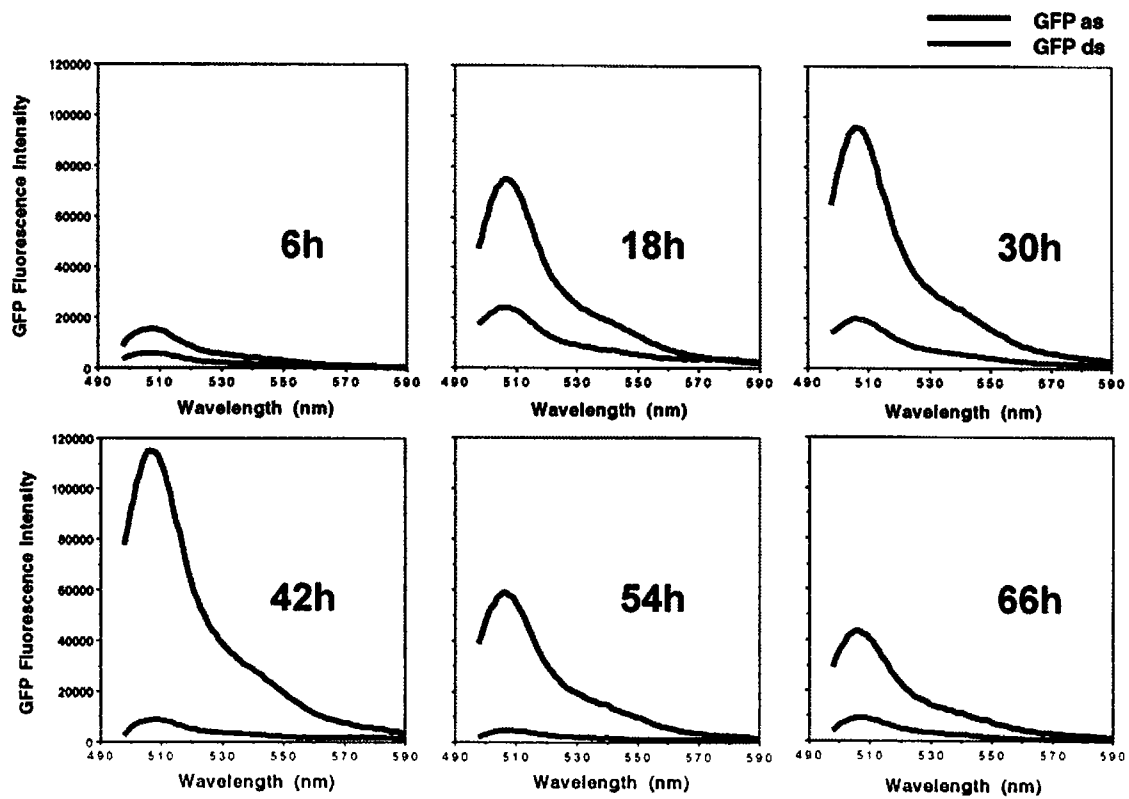 GFP as
GFP ds
120000
100000
80000
60000
40000
20000
0
GFP Fluorescence Intensity
6h
490 510 530 550 570 590
Wavelength (nm)
18h
490 510 530 550 570 590
Wavelength (nm)
30h
490 510 530 550 570 590
Wavelength (nm)
120000
100000
80000
60000
40000
20000
0
GFP Fluorescence Intensity
42h
490 510 530 550 570 590
Wavelength (nm)
54h
490 510 530 550 570 590
Wavelength (nm)
66h
490 510 530 550 570 590
Wavelength (nm)